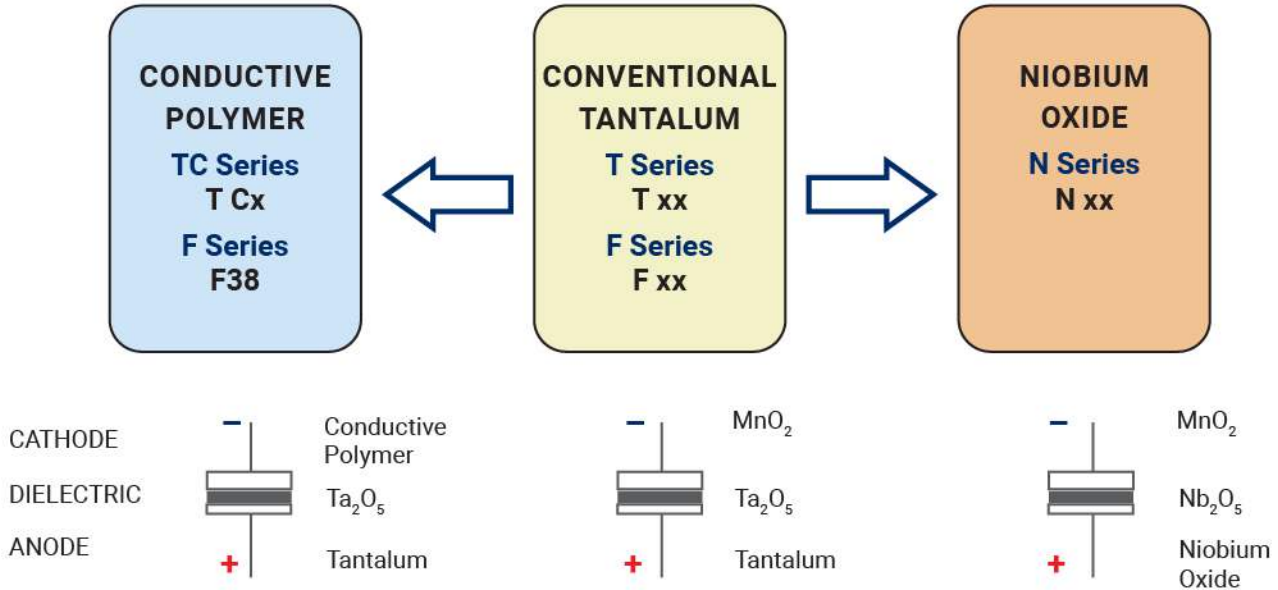 CONDUCTIVE
POLYMER
TC Series
T Cx
F Series
F38
CONVENTIONAL
TANTALUM
T Series
T xx
F Series
F xx
NIOBIUM
OXIDE
N Series
N xx
CATHODE
DIELECTRIC
ANODE
−
Conductive
Polymer
Ta₂O₅
+
Tantalum
−
MnO₂
Ta₂O₅
+
Tantalum
−
MnO₂
Nb₂O₅
+
Niobium
Oxide